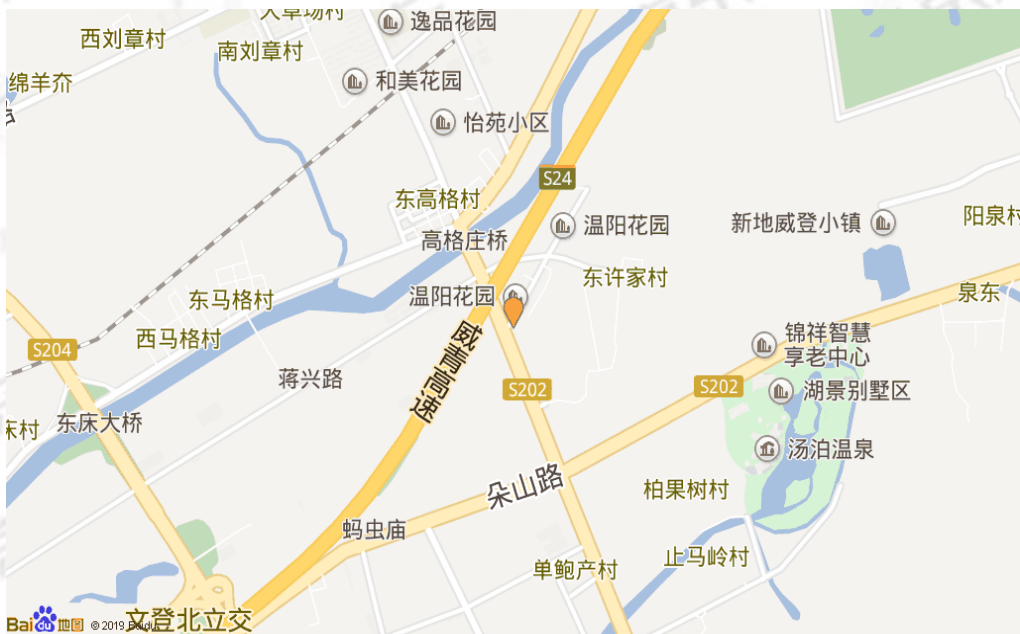 大草场村
逸品花园
西刘章村
南刘章村
绵羊夼
和美花园
怡苑小区
S24
东高格村
温阳花园
新地威登小镇
阳泉村
高格庄桥
东许家村
温阳花园
东马格村
泉东
西马格村
锦祥智慧
享老中心
S204
威青高速
蒋兴路
S202
S202
湖景别墅区
东床大桥
床村
汤泊温泉
朵山路
柏果树村
蚂虫庙
止马岭村
单鲍产村
文登北立交
Bai du 地图 © 2019 Baidu